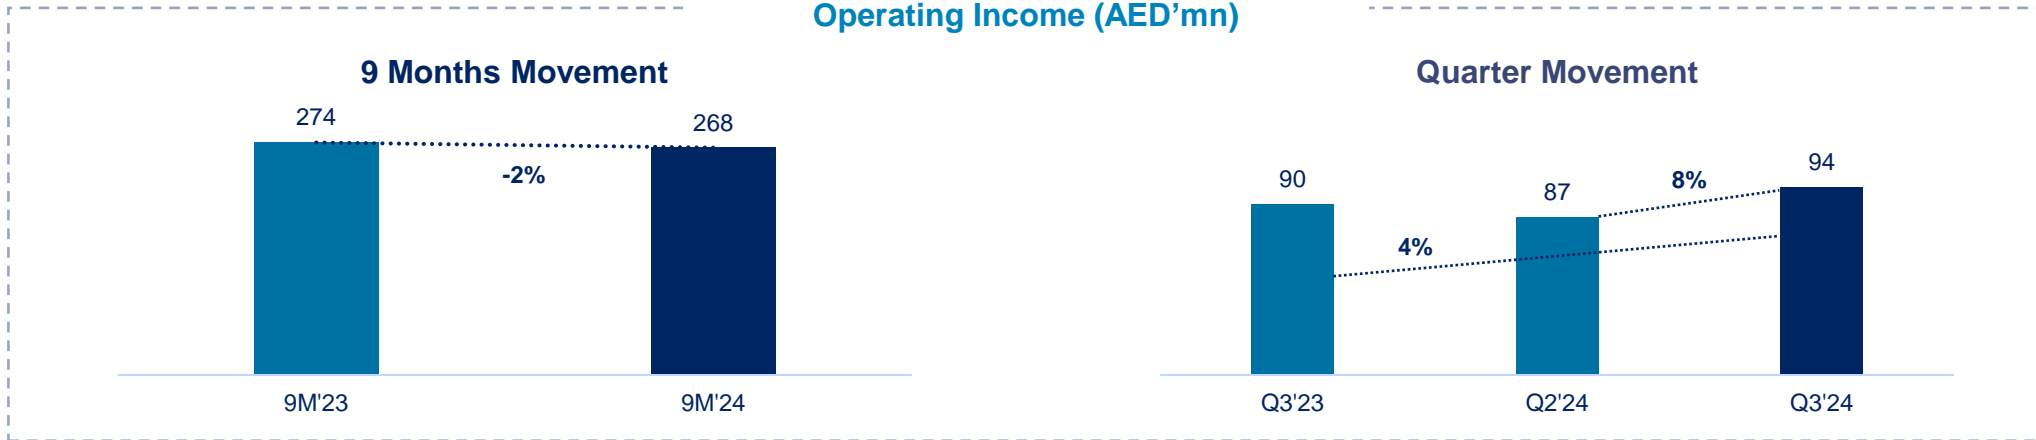 Operating Income (AED’mn)
9 Months Movement
274
268
-2%
9M'23
9M'24
Quarter Movement
90
87
94
4%
8%
Q3'23
Q2'24
Q3'24